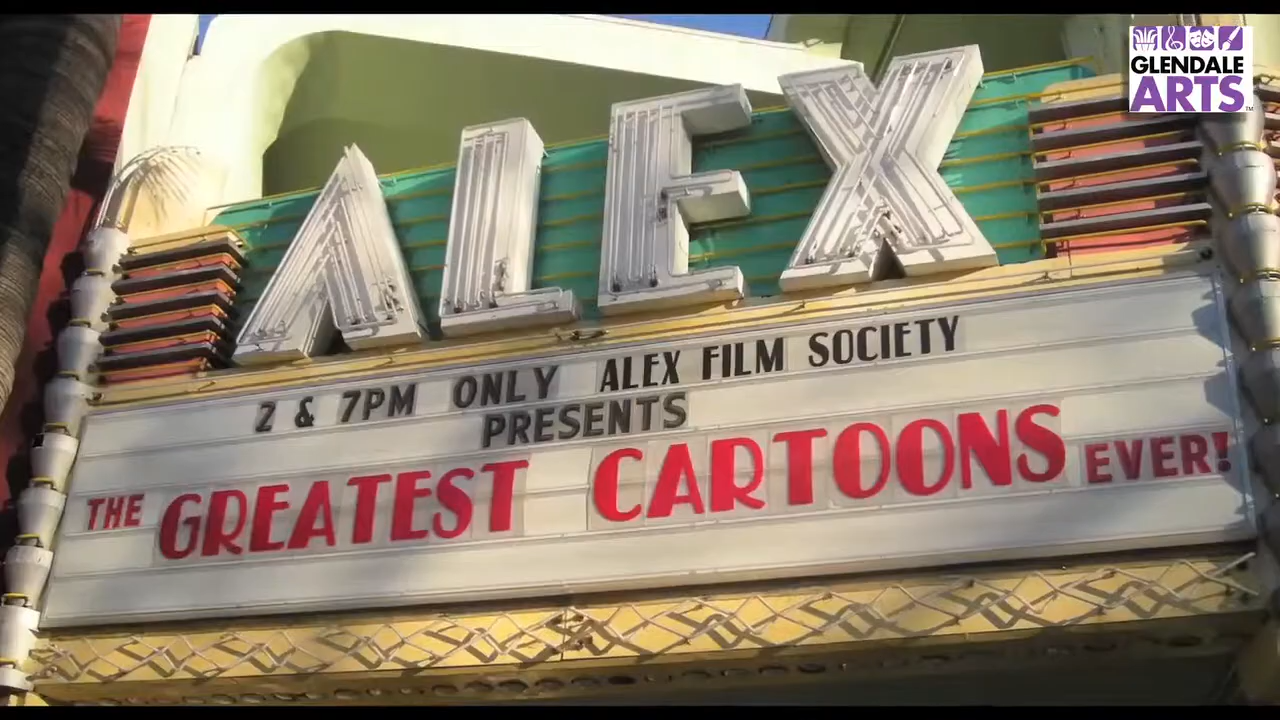 GLENDALE
ARTS
ALEX
2 & 7PM ONLY ALEX FILM SOCIETY
PRESENTS
THE GREATEST CARTOONS EVER!